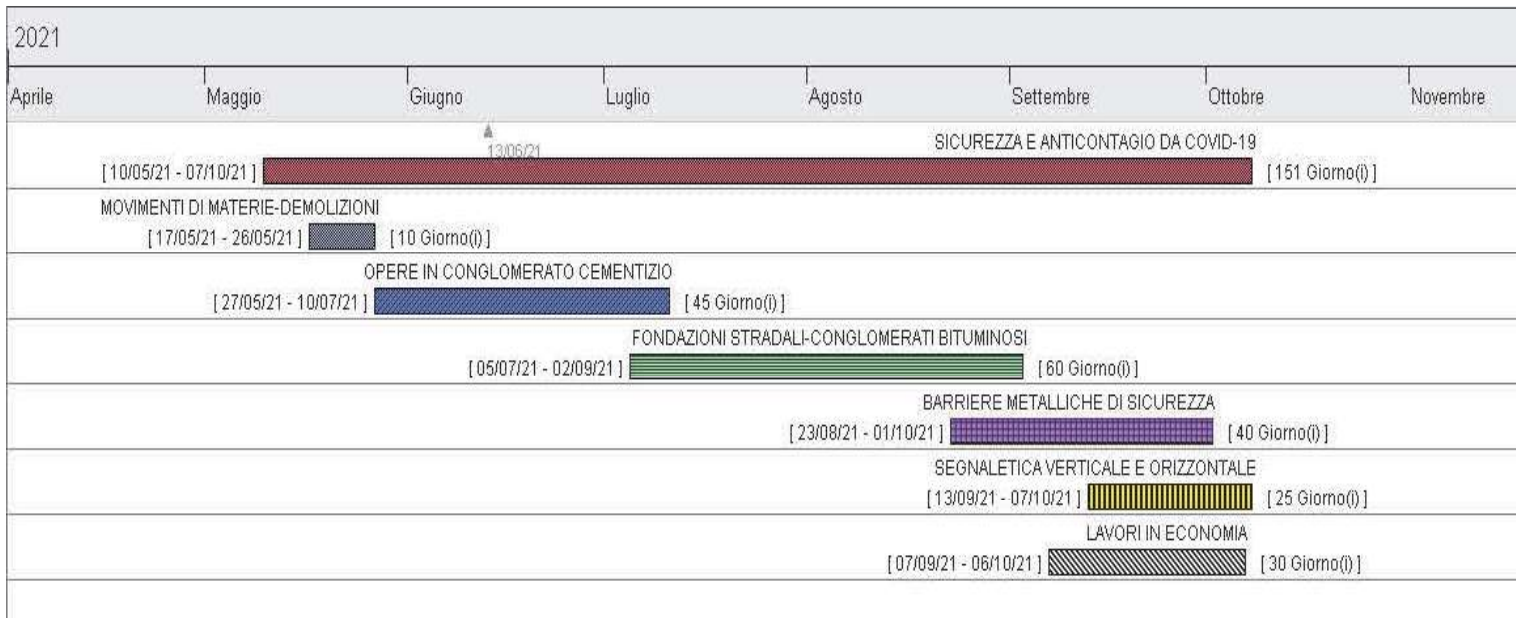 2021
Aprile Maggio Giugno Luglio Agosto Settembre Ottobre Novembre
13/06/21
SICUREZZA E ANTICONTAGIO DA COVID-19
[ 10/05/21 - 07/10/21 ] [ 151 Giorno(i) ]
MOVIMENTI DI MATERIE-DEMOLIZIONI
[ 17/05/21 - 26/05/21 ] [ 10 Giorno(i) ]
OPERE IN CONGLOMERATO CEMENTIZIO
[ 27/05/21 - 10/07/21 ] [ 45 Giorno(i) ]
FONDAZIONI STRADALI-CONGLOMERATI BITUMINOSI
[ 05/07/21 - 02/09/21 ] [ 60 Giorno(i) ]
BARRIERE METALLICHE DI SICUREZZA
[ 23/08/21 - 01/10/21 ] [ 40 Giorno(i) ]
SEGNALETICA VERTICALE E ORIZZONTALE
[ 13/09/21 - 07/10/21 ] [ 25 Giorno(i) ]
LAVORI IN ECONOMIA
[ 07/09/21 - 06/10/21 ] [ 30 Giorno(i) ]